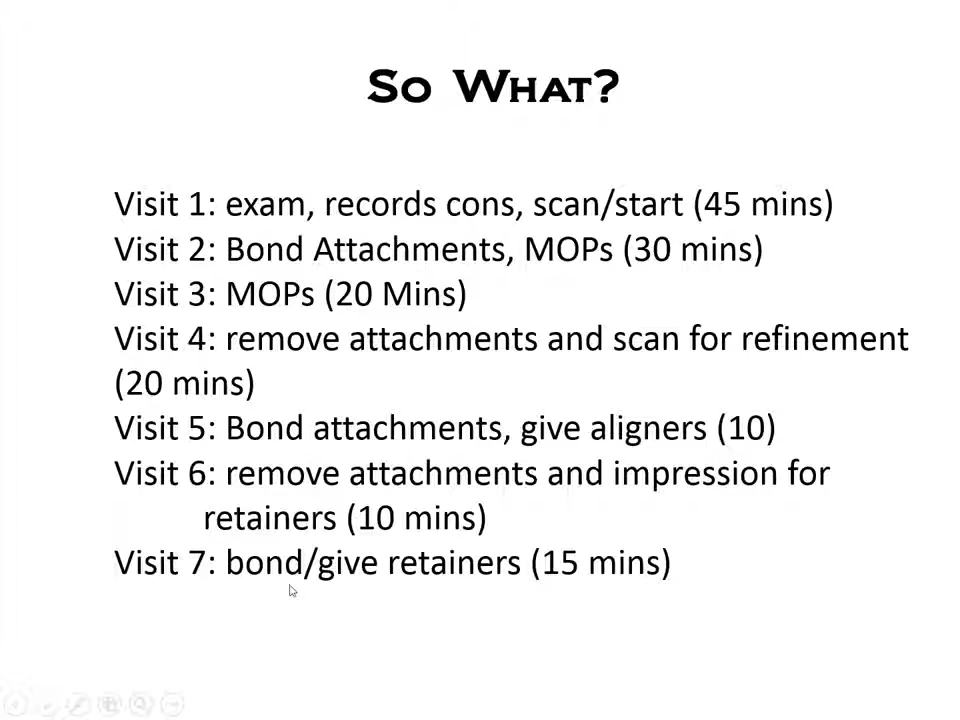 So What?
Visit 1: exam, records cons, scan/start (45 mins)
Visit 2: Bond Attachments, MOPs (30 mins)
Visit 3: MOPs (20 Mins)
Visit 4: remove attachments and scan for refinement
(20 mins)
Visit 5: Bond attachments, give aligners (10)
Visit 6: remove attachments and impression for
retainers (10 mins)
Visit 7: bond/give retainers (15 mins)